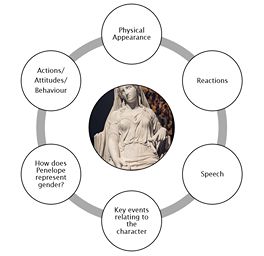 Physical
Appearance
Reactions
Speech
Key events
relating to
the
character
How does
Penelope
represent
gender?
Actions/
Attitudes/
Behaviour